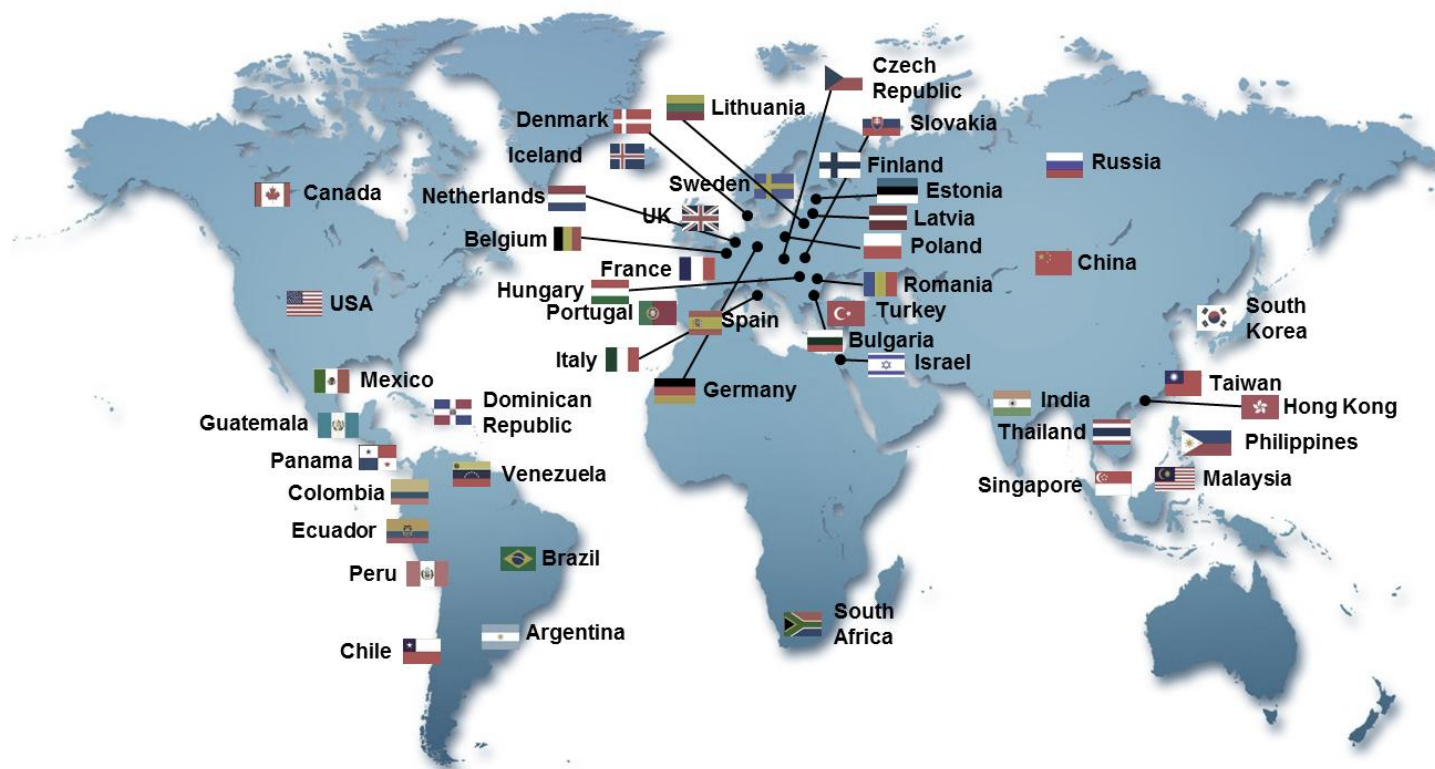 Czech
Republic
Lithuania
Denmark
Slovakia
Iceland
Finland
Russia
Sweden
Estonia
Canada
Netherlands
UK
Latvia
Belgium
Poland
China
France
Hungary
Romania
USA
Portugal
Spain
Turkey
South
Korea
Bulgaria
Italy
Israel
Mexico
Germany
Taiwan
Dominican
Republic
India
Hong Kong
Guatemala
Thailand
Philippines
Panama
Venezuela
Singapore
Malaysia
Colombia
Ecuador
Brazil
Peru
South
Africa
Argentina
Chile